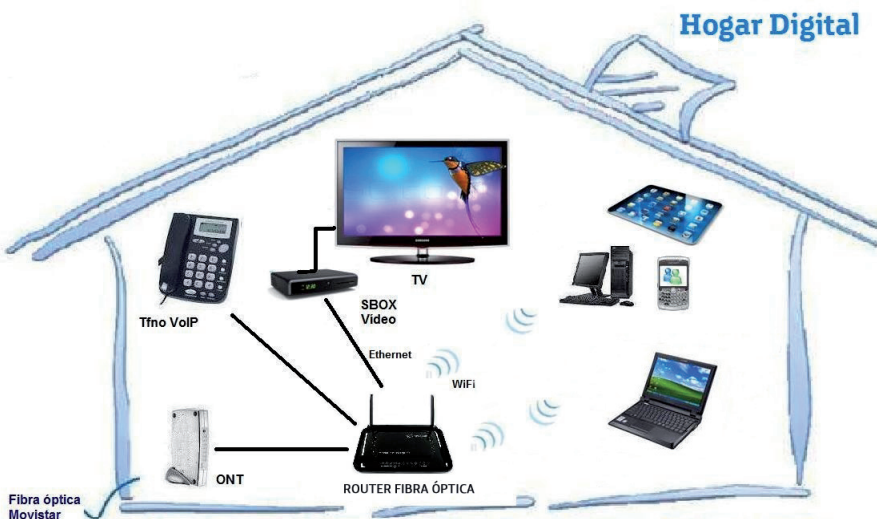 Hogar Digital
TV
SBOX
Video
Tfno VoIP
Ethernet
WiFi
ONT
ROUTER FIBRA ÓPTICA
Fibra óptica
Movistar